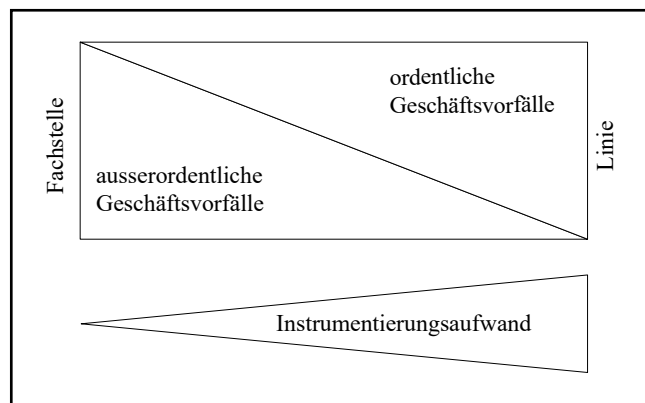 Fachstelle
ordentliche
Geschäftsvorfälle
ausserordentliche
Geschäftsvorfälle
Linie
Instrumentierungsaufwand